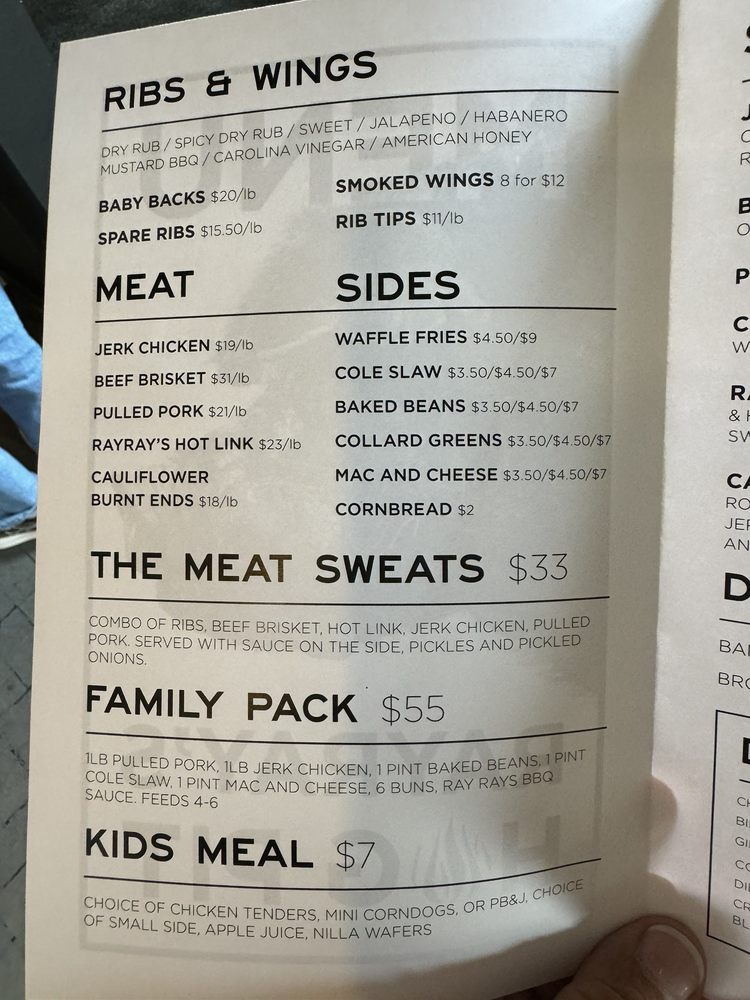 RIBS & WINGS
DRY RUB / SPICY DRY RUB / SWEET / JALAPENO / HABANERO
MUSTARD BBQ / CAROLINA VINEGAR / AMERICAN HONEY
BABY BACKS $20/lb
SPARE RIBS $15.50/lb
SMOKED WINGS 8 for $12
RIB TIPS $11/lb
MEAT
JERK CHICKEN $19/lb
BEEF BRISKET $31/lb
PULLED PORK $21/lb
RAYRAY'S HOT LINK $23/lb
CAULIFLOWER
BURNT ENDS $18/lb
SIDES
WAFFLE FRIES $4.50/$9
COLE SLAW $3.50/$4.50/$7
BAKED BEANS $3.50/$4.50/$7
COLLARD GREENS $3.50/$4.50/$7
MAC AND CHEESE $3.50/$4.50/$7
CORNBREAD $2
THE MEAT SWEATS $33
COMBO OF RIBS, BEEF BRISKET, HOT LINK, JERK CHICKEN, PULLED
PORK. SERVED WITH SAUCE ON THE SIDE, PICKLES AND PICKLED
ONIONS.
FAMILY PACK $55
1LB PULLED PORK, 1LB JERK CHICKEN, 1 PINT BAKED BEANS, 1 PINT
COLE SLAW, 1 PINT MAC AND CHEESE, 6 BUNS, RAY RAYS BBQ
SAUCE. FEEDS 4-6
KIDS MEAL $7
CHOICE OF CHICKEN TENDERS, MINI CORNDOGS, OR PB&J, CHOICE
OF SMALL SIDE, APPLE JUICE, NILLA WAFERS